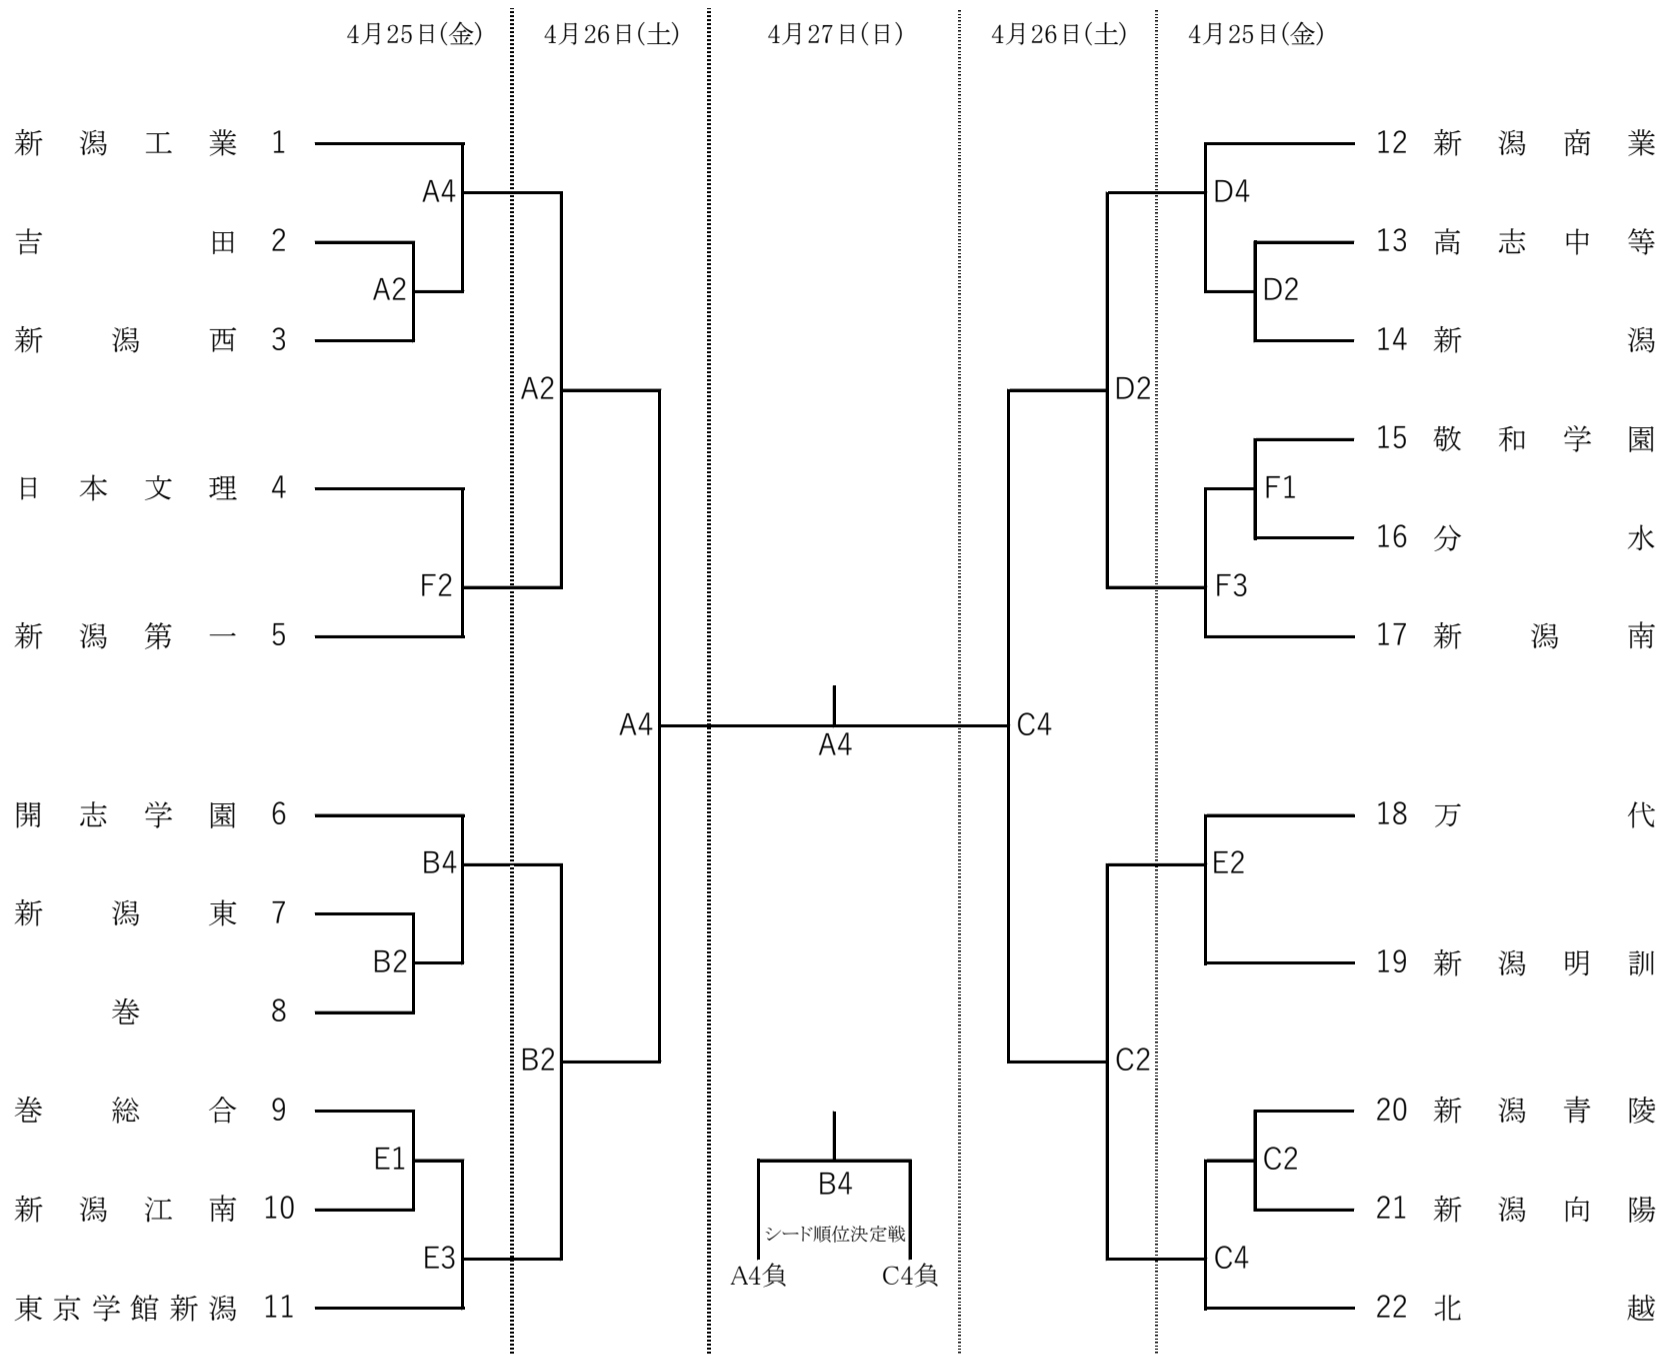 4月25日(金) 4月26日(土) 4月27日(日) 4月26日(土) 4月25日(金)
新潟工業 1
A4
吉田 2
A2
新潟西 3
A2
日本文理 4
F2
新潟第一 5
A4
開志学園 6
B4
新潟東 7
B2
巻 8
B2
巻総合 9
E1
新潟江南 10
E3
東京学館新潟 11
A4
B4
シード順位決定戦
A4負 C4負
12 新潟商業
D4
13 高志中等
D2
14 新潟
D2
15 敬和学園
F1
16 分水
F3
17 新潟南
C4
18 万代
E2
19 新潟明訓
C2
20 新潟青陵
C2
21 新潟向陽
C4
22 北越